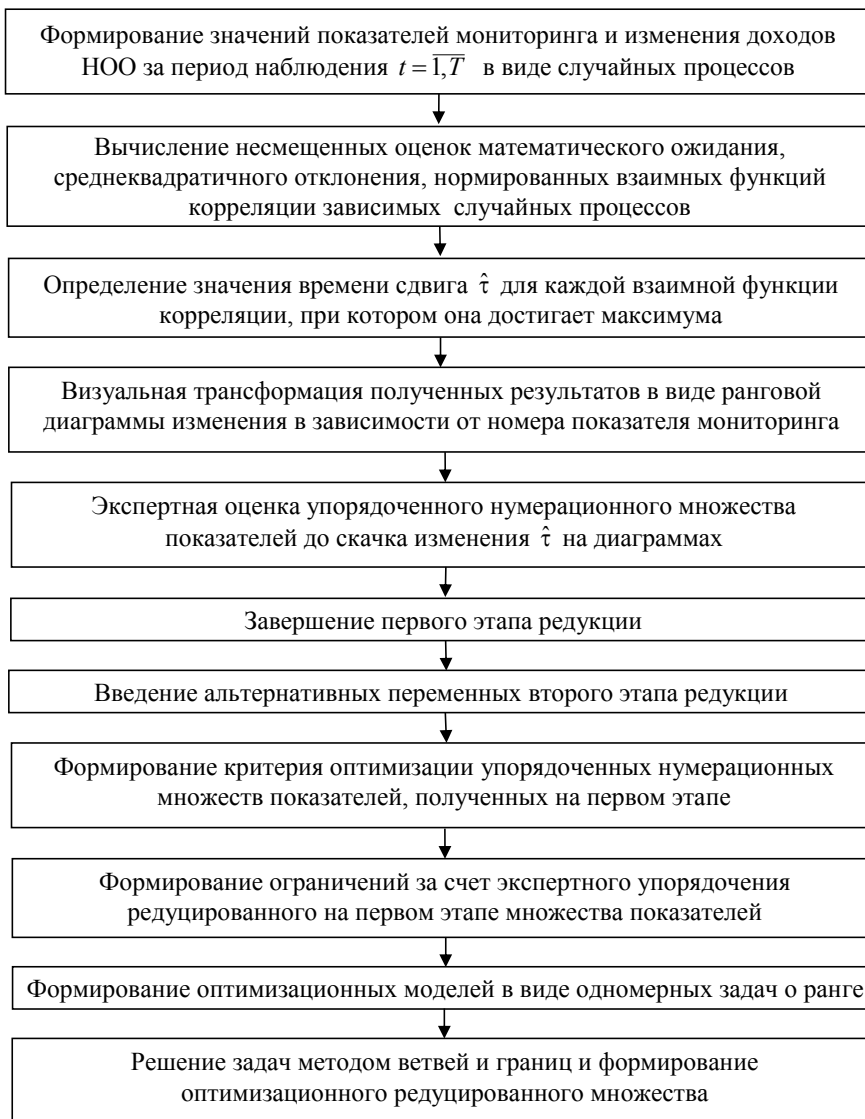 Формирование значений показателей мониторинга и изменения доходов
НОО за период наблюдения t = 1,T в виде случайных процессов
Вычисление несмещенных оценок математического ожидания,
среднеквадратичного отклонения, нормированных взаимных функций
корреляции зависимых случайных процессов
Определение значения времени сдвига τ̂ для каждой взаимной функции
корреляции, при котором она достигает максимума
Визуальная трансформация полученных результатов в виде ранговой
диаграммы изменения в зависимости от номера показателя мониторинга
Экспертная оценка упорядоченного нумерационного множества
показателей до скачка изменения τ̂ на диаграммах
Завершение первого этапа редукции
Введение альтернативных переменных второго этапа редукции
Формирование критерия оптимизации упорядоченных нумерационных
множеств показателей, полученных на первом этапе
Формирование ограничений за счет экспертного упорядочения
редуцированного на первом этапе множества показателей
Формирование оптимизационных моделей в виде одномерных задач о ранге
Решение задач методом ветвей и границ и формирование
оптимизационного редуцированного множества